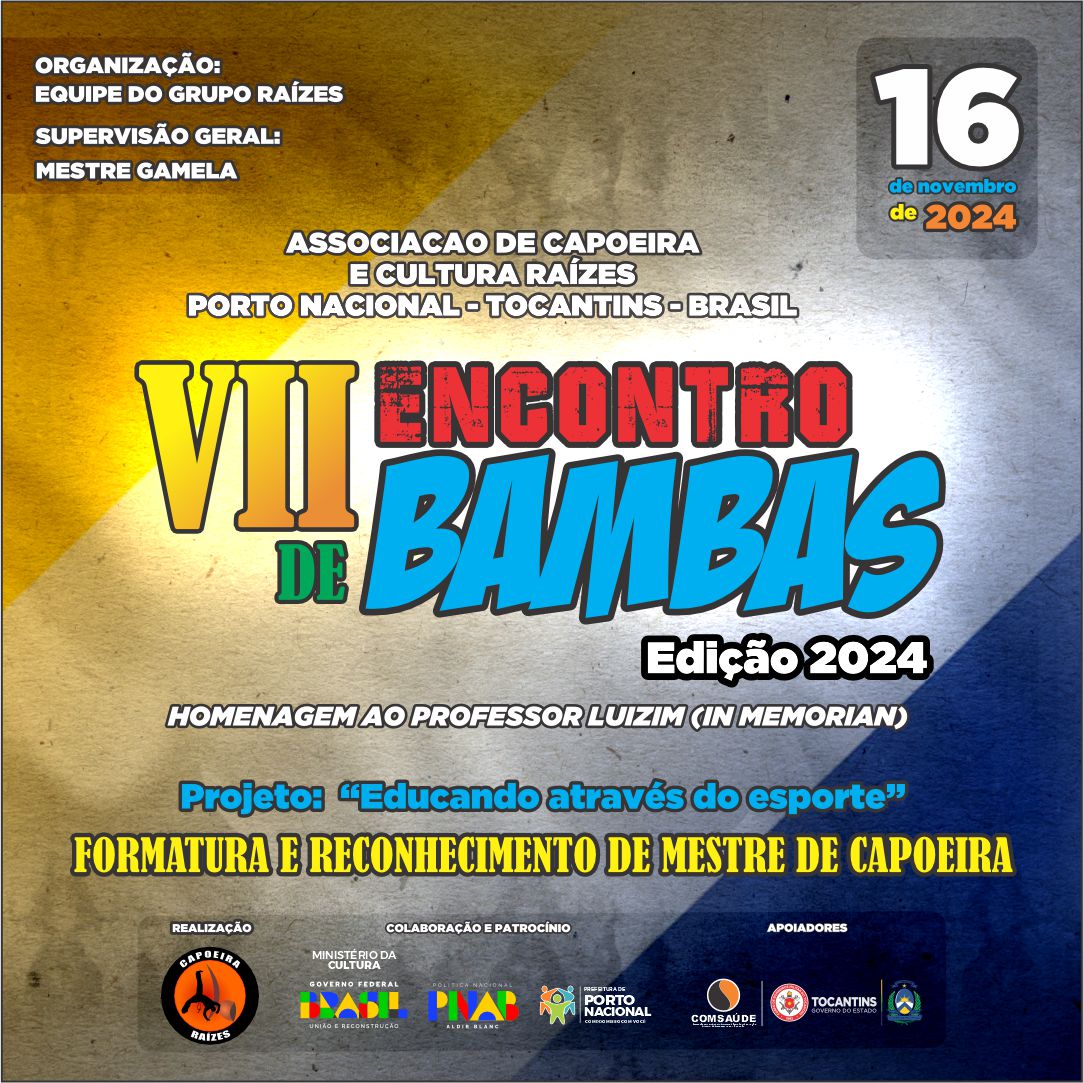 ORGANIZAÇÃO:
EQUIPE DO GRUPO RAÍZES
SUPERVISÃO GERAL:
MESTRE GAMELA
16
de novembro
de 2024
ASSOCIACAO DE CAPOEIRA
E CULTURA RAÍZES
PORTO NACIONAL - TOCANTINS - BRASIL
VII ENCONTRO
DE BAMBAS
Edição 2024
HOMENAGEM AO PROFESSOR LUIZIM (IN MEMORIAN)
Projeto: “Educando através do esporte”
FORMATURA E RECONHECIMENTO DE MESTRE DE CAPOEIRA
REALIZAÇÃO
CAPOEIRA
RAÍZES
COLABORAÇÃO E PATROCÍNIO
MINISTÉRIO DA
CULTURA
GOVERNO FEDERAL
BRASIL
UNIÃO E RECONSTRUÇÃO
POLÍTICA NACIONAL
PNAB
ALDIR BLANC
PREFEITURA DE
PORTO
NACIONAL
COMPROMISSO COM VOCÊ
APOIADORES
COMSAÚDE
TOCANTINS
GOVERNO DO ESTADO